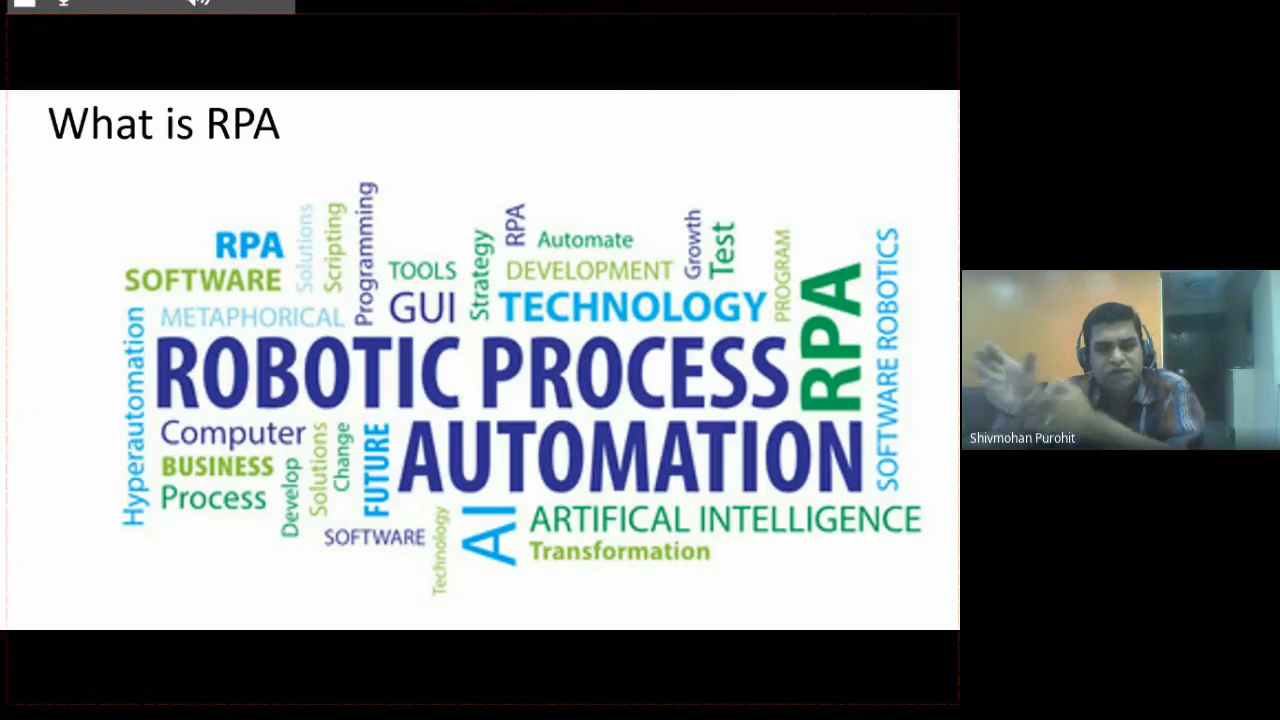 What is RPA
RPA
Solutions
Scripting
Programming
RPA
Automate
Growth
Test
SOFTWARE
TOOLS
Strategy
DEVELOPMENT
PROGRAM
METAPHORICAL
GUI
TECHNOLOGY
RPA
SOFTWARE ROBOTICS
Hyperautomation
ROBOTIC PROCESS
AUTOMATION
Computer
Solutions
Change
FUTURE
BUSINESS
Process
Develop
SOFTWARE
Technology
AI
ARTIFICAL INTELLIGENCE
Transformation
Shivmohan Purohit